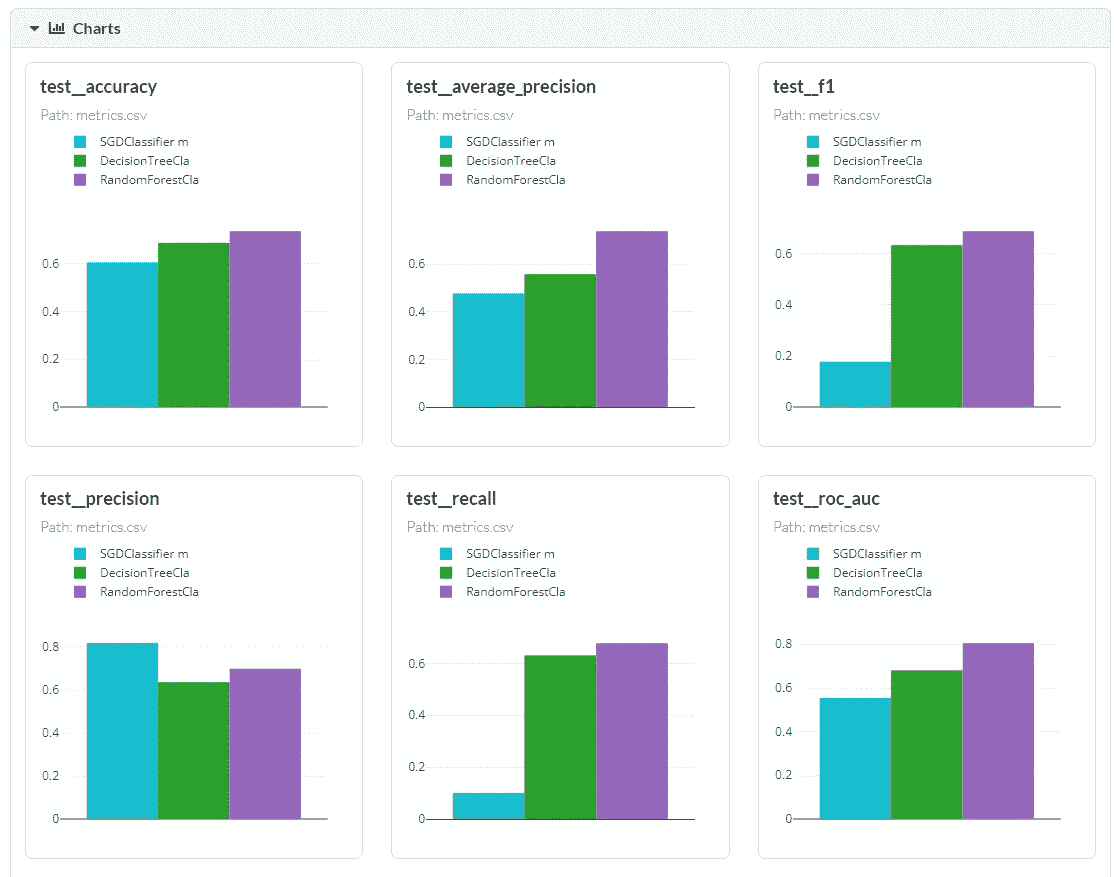 Charts
test__accuracy
Path: metrics.csv
SGDClassifier m
DecisionTreeCla
RandomForestCla
0.6
0.4
0.2
0
test__average_precision
Path: metrics.csv
SGDClassifier m
DecisionTreeCla
RandomForestCla
0.6
0.4
0.2
0
test__f1
Path: metrics.csv
SGDClassifier m
DecisionTreeCla
RandomForestCla
0.6
0.4
0.2
0
test__precision
Path: metrics.csv
SGDClassifier m
DecisionTreeCla
RandomForestCla
0.8
0.6
0.4
0.2
0
test__recall
Path: metrics.csv
SGDClassifier m
DecisionTreeCla
RandomForestCla
0.6
0.4
0.2
0
test__roc_auc
Path: metrics.csv
SGDClassifier m
DecisionTreeCla
RandomForestCla
0.8
0.6
0.4
0.2
0